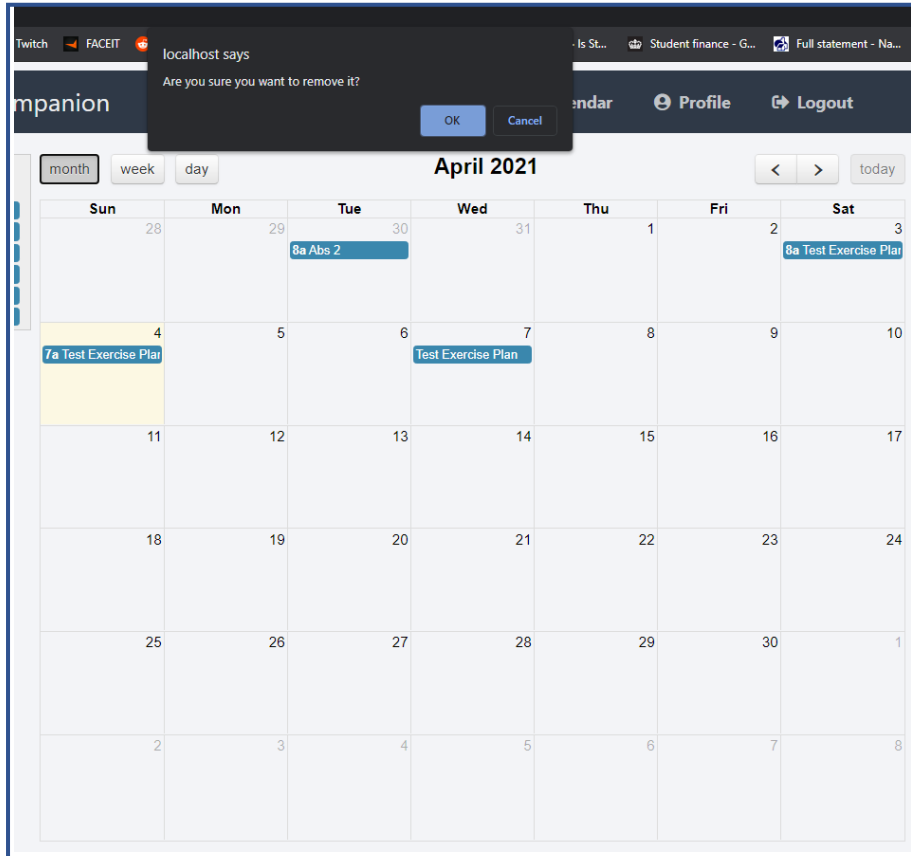 Twitch FACEIT - Is St... Student finance - G... Full statement - Na...
localhost says
Are you sure you want to remove it?
OK Cancel
mpanion endar Profile Logout
month week day April 2021 today
Sun Mon Tue Wed Thu Fri Sat
28 29 30 31 1 2 3
8a Abs 2 8a Test Exercise Plan
4 5 6 7 8 9 10
7a Test Exercise Plan Test Exercise Plan
11 12 13 14 15 16 17
18 19 20 21 22 23 24
25 26 27 28 29 30 1
2 3 4 5 6 7 8